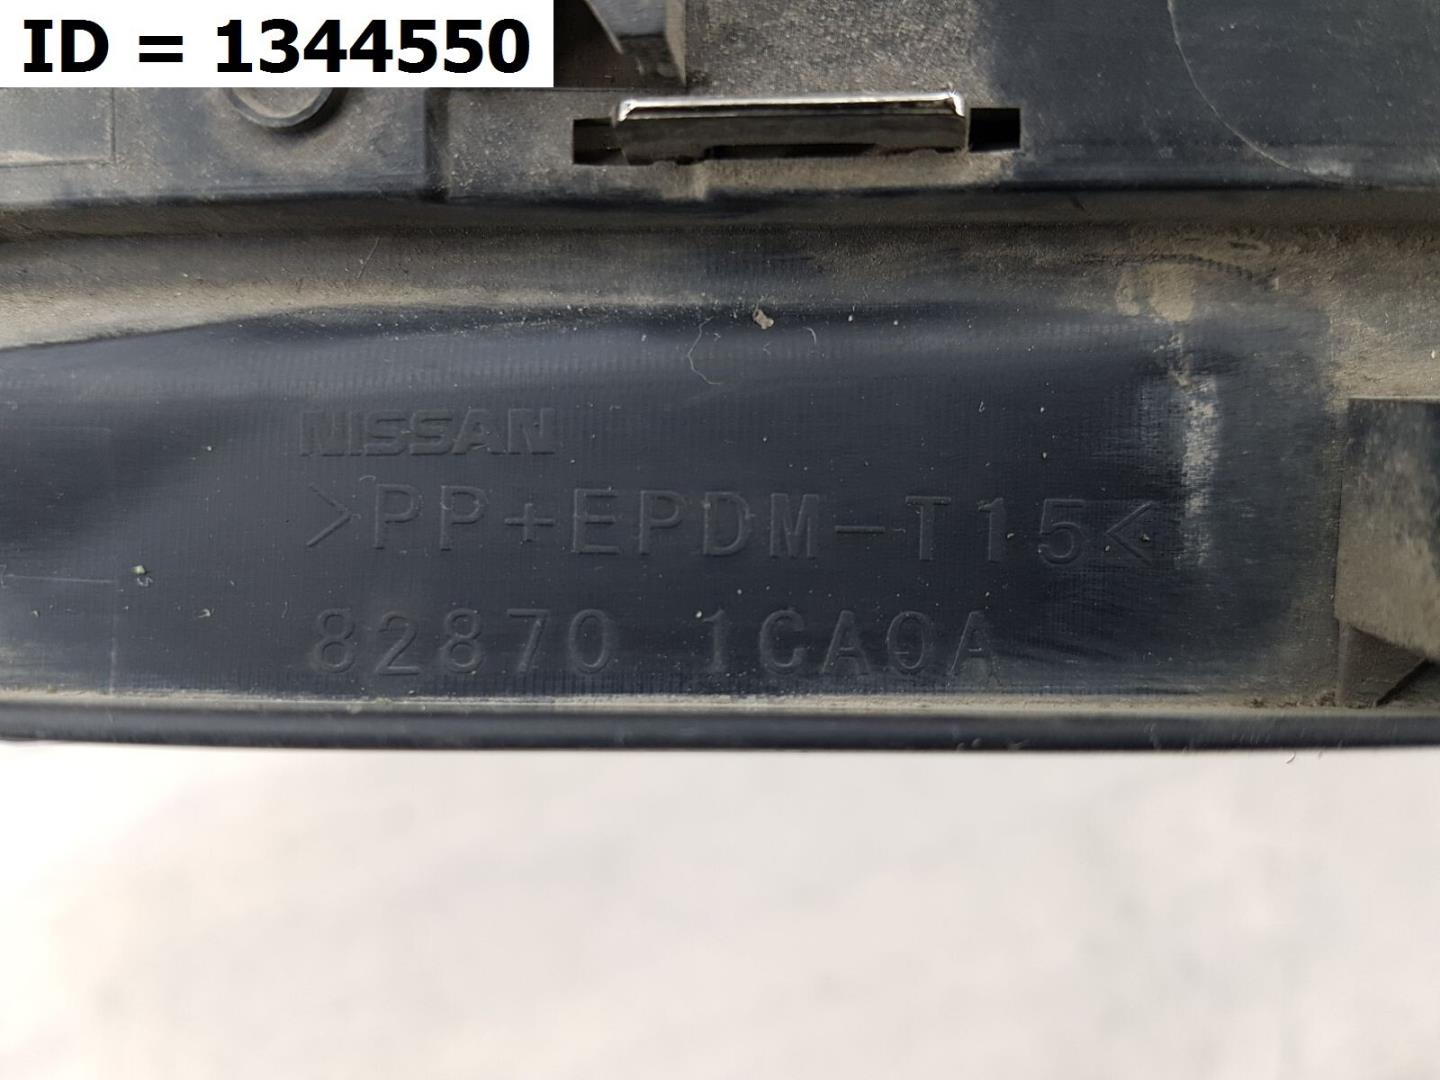 ID = 1344550
NISSAN
>PP+EPDM-T15<
82870 1CA0A